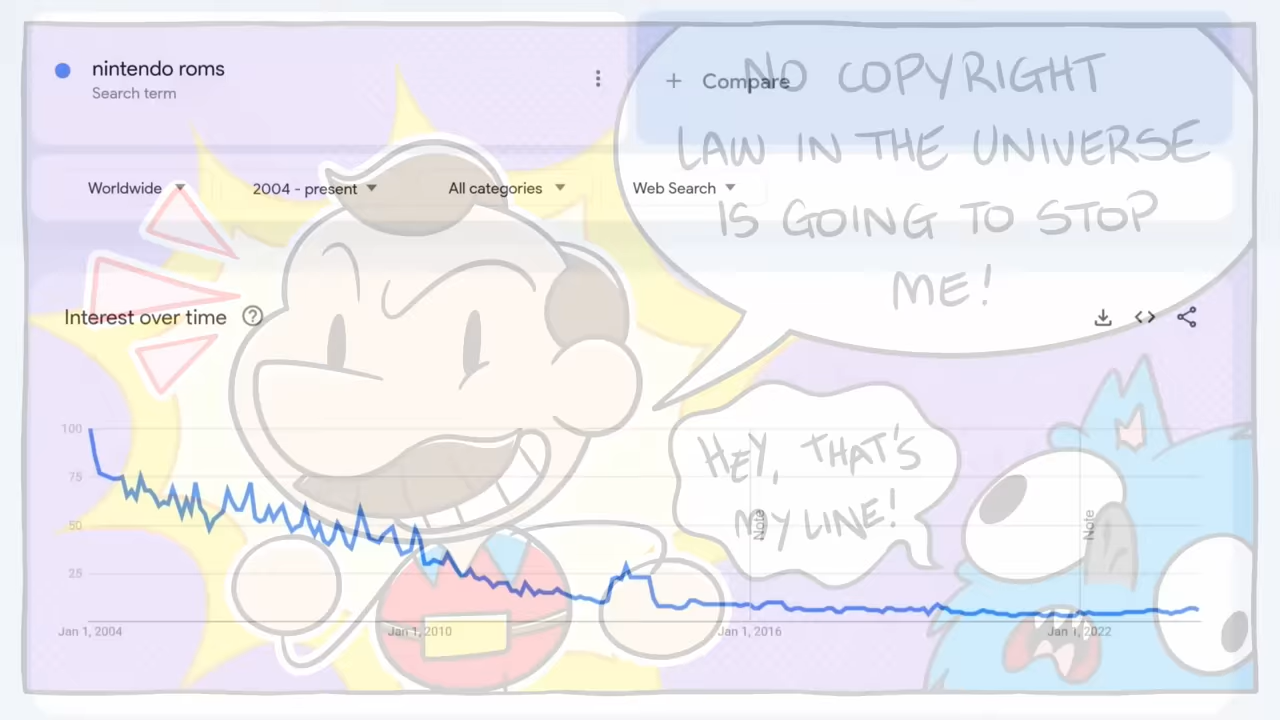 nintendo roms
Search term
+ Compare
NO COPYRIGHT
LAW IN THE UNIVERSE
IS GOING TO STOP
ME!
Worldwide
2004 - present
All categories
Web Search
Interest over time
?
HEY, THAT'S
MY LINE!
100
75
50
25
Note
Note
Jan 1, 2004
Jan 1, 2010
Jan 1, 2016
Jan 1, 2022